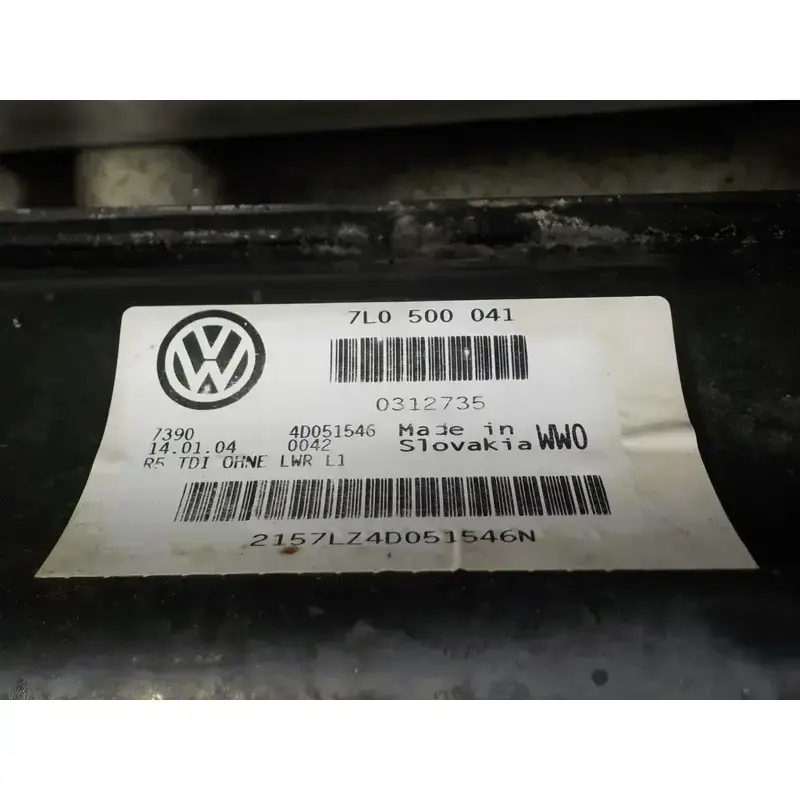 7L0 500 041
0312735
7390 4D051546 Made in
14.01.04 0042 Slovakia WWO
R5 TDI OHNE LWR L1
2157LZ4D051546N